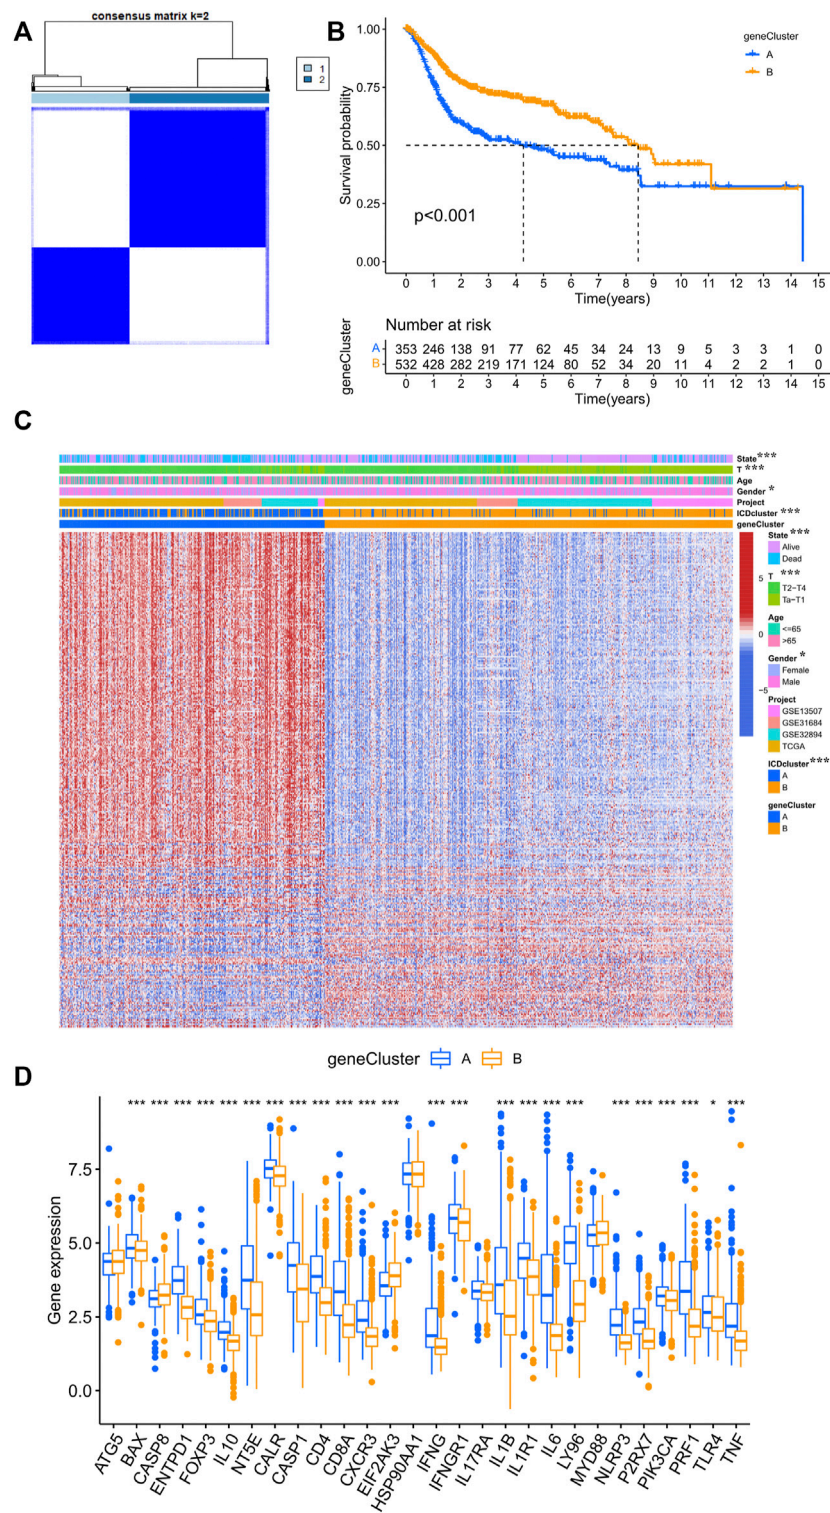 A
consensus matrix k=2
1
2
B
geneCluster
A
B
Survival probability
1.00
0.75
0.50
0.25
0.00
p<0.001
0 1 2 3 4 5 6 7 8 9 10 11 12 13 14 15
Time(years)
Number at risk
geneCluster
A 353 246 138 91 77 62 45 34 24 13 9 5 3 3 1 0
B 532 428 282 219 171 124 80 52 34 20 11 4 2 2 1 0
0 1 2 3 4 5 6 7 8 9 10 11 12 13 14 15
Time(years)
C
State***
T ***
Age
Gender *
Project
ICDcluster***
geneCluster
5
0
−5
State***
Alive
Dead
T ***
T2−T4
Ta−T1
Age
<=65
>65
Gender *
Female
Male
Project
GSE13507
GSE31684
GSE32894
TCGA
ICDcluster***
A
B
geneCluster
A
B
D
geneCluster A B
*** *** *** *** *** *** *** *** *** *** *** *** *** *** *** *** *** *** *** *** *** *** * ***
Gene expression
7.5
5.0
2.5
0.0
ATG5
BAX
CASP8
ENTPD1
FOXP3
IL10
NT5E
CALR
CASP1
CD4
CD8A
CXCR3
EIF2AK3
HSP90AA1
IFNG
IFNGR1
IL17RA
IL1B
IL1R1
IL6
LY96
MYD88
NLRP3
P2RX7
PIK3CA
PRF1
TLR4
TNF